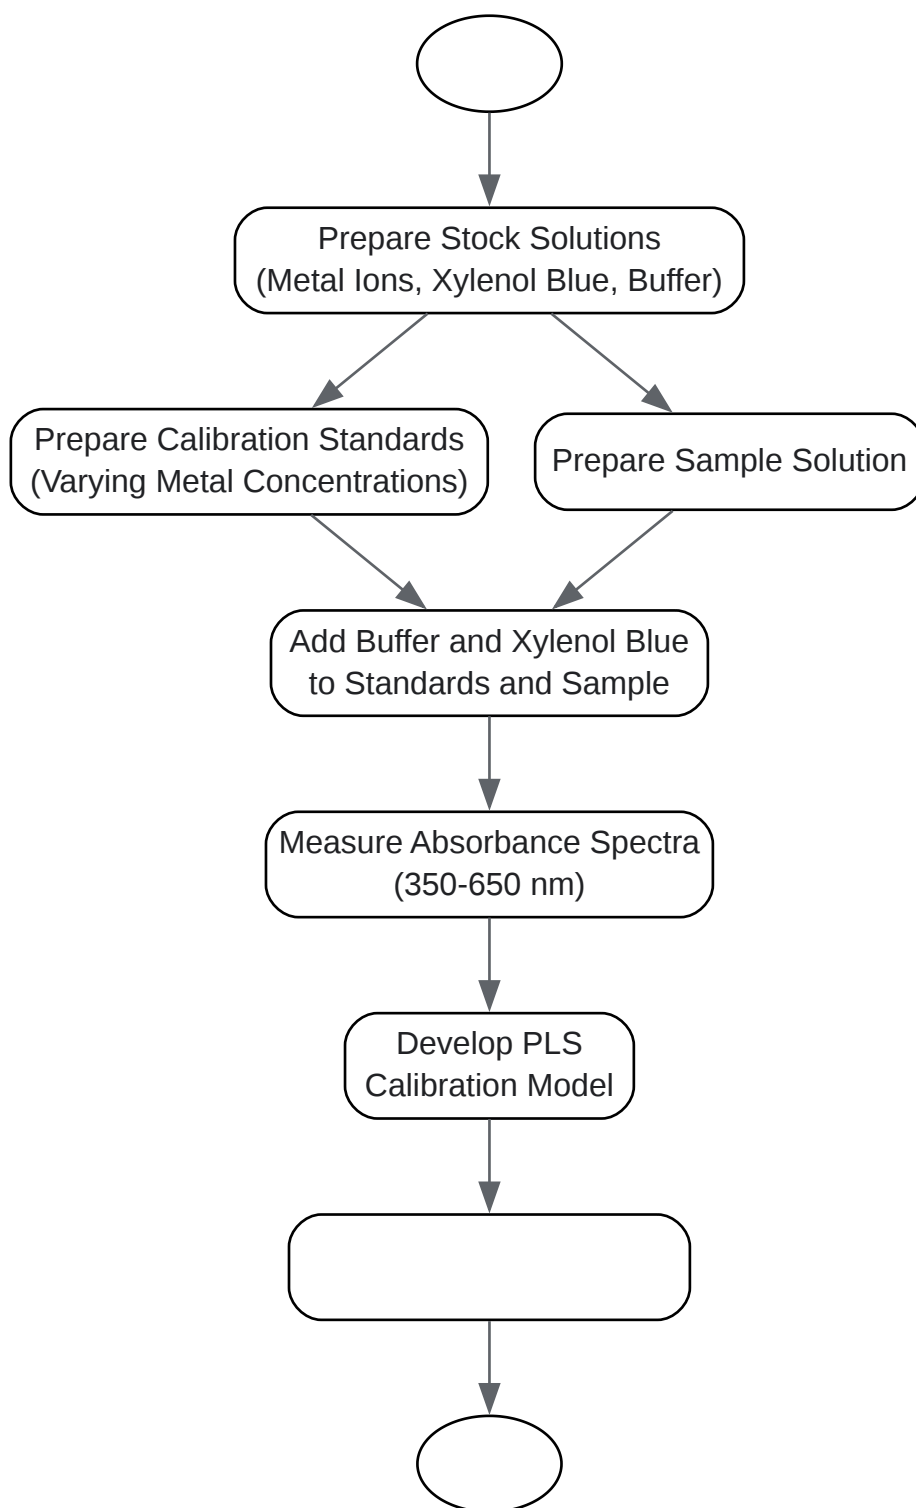 Prepare Stock Solutions
(Metal Ions, Xylenol Blue, Buffer)
Prepare Calibration Standards
(Varying Metal Concentrations)
Prepare Sample Solution
Add Buffer and Xylenol Blue
to Standards and Sample
Measure Absorbance Spectra
(350-650 nm)
Develop PLS
Calibration Model